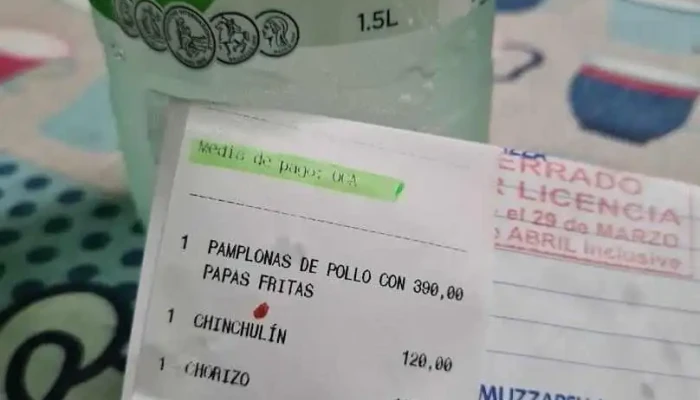 1.5L
Medio de pago: OCA
1 PAMPLONAS DE POLLO CON 390,00
PAPAS FRITAS
1 CHINCHULÍN
120,00
1 CHORIZO
ERRADO
LICENCIA
el 29 de MARZO
ABRIL inclusive